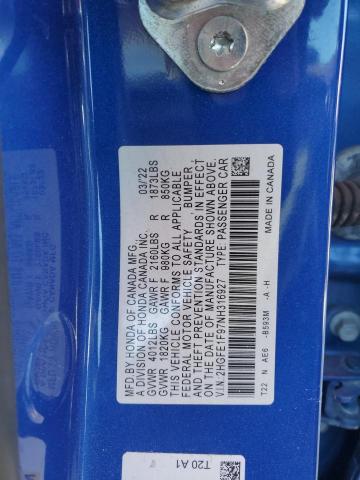 MFD. BY HONDA OF CANADA MFG. 03/22
A DIVISION OF HONDA CANADA INC.
GVWR 4012LBS GAWR F 2160LBS R 1873LBS
GVWR 1820KG GAWR F 980KG R 850KG
THIS VEHICLE CONFORMS TO ALL APPLICABLE
FEDERAL MOTOR VEHICLE SAFETY, BUMPER,
AND THEFT PREVENTION STANDARDS IN EFFECT
ON THE DATE OF MANUFACTURE SHOWN ABOVE.
V.I.N.:2HGFE1F97NH316927 TYPE:PASSENGER CAR
T22 N AE6 -B593M -A -H MADE IN CANADA
T20 A1